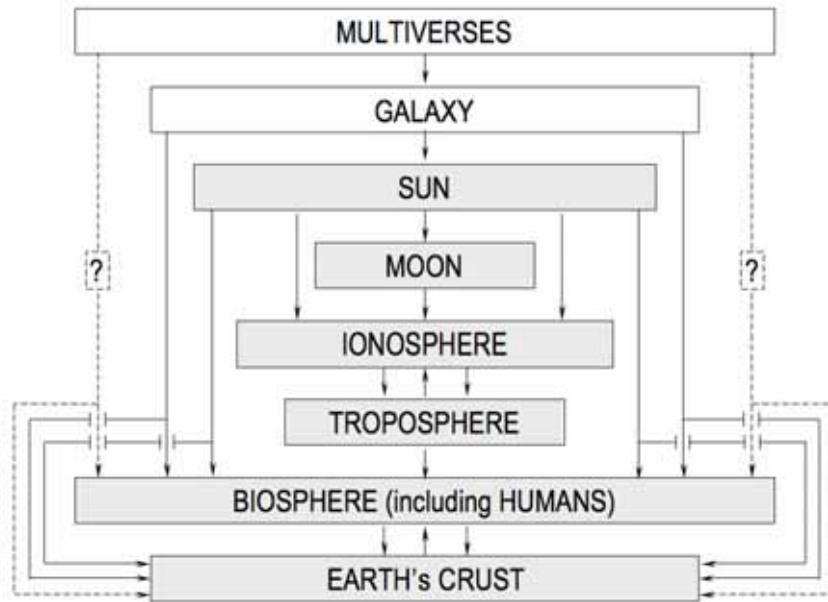 MULTIVERSES
GALAXY
SUN
MOON
?
?
IONOSPHERE
TROPOSPHERE
BIOSPHERE (including HUMANS)
EARTH's CRUST